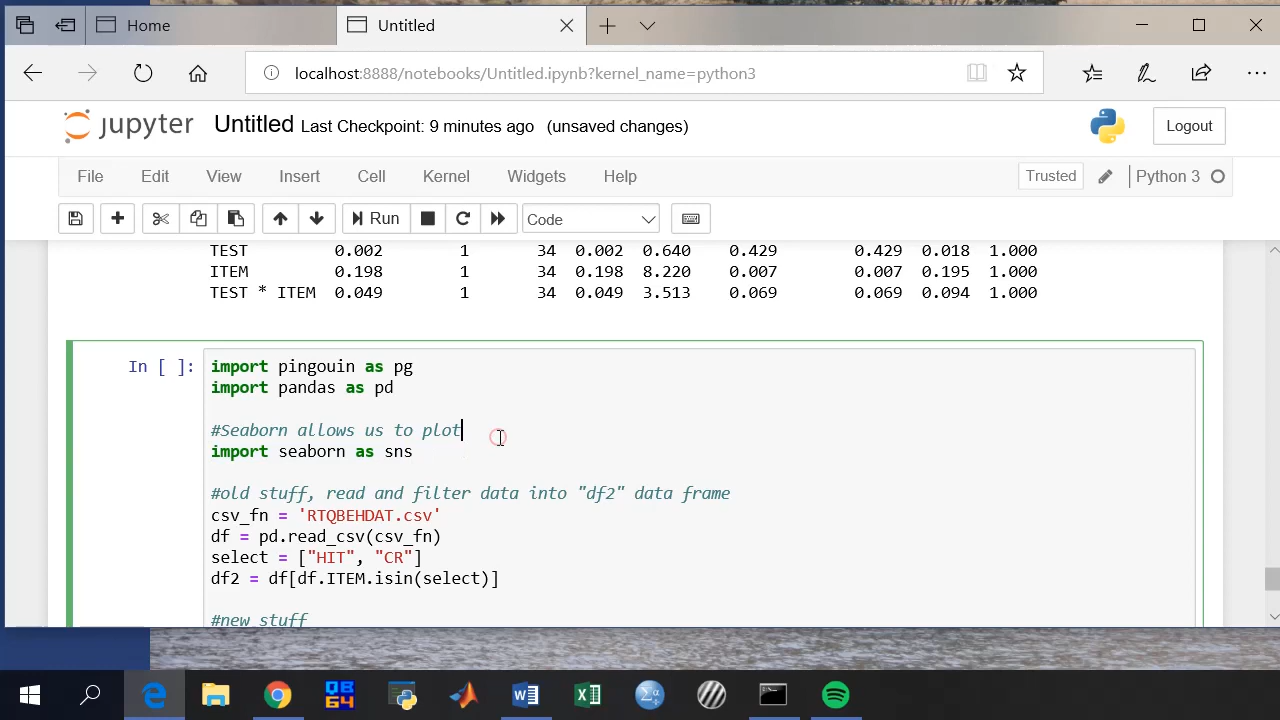 Home
Untitled
localhost:8888/notebooks/Untitled.ipynb?kernel_name=python3
jupyter Untitled Last Checkpoint: 9 minutes ago (unsaved changes)
Logout
File Edit View Insert Cell Kernel Widgets Help
Trusted
Python 3
Run
Code
TEST 0.002 1 34 0.002 0.640 0.429 0.429 0.018 1.000
ITEM 0.198 1 34 0.198 8.220 0.007 0.007 0.195 1.000
TEST * ITEM 0.049 1 34 0.049 3.513 0.069 0.069 0.094 1.000
In [ ]:
import pingouin as pg
import pandas as pd
#Seaborn allows us to plot
import seaborn as sns
#old stuff, read and filter data into "df2" data frame
csv_fn = 'RTQBEHDAT.csv'
df = pd.read_csv(csv_fn)
select = ["HIT", "CR"]
df2 = df[df.ITEM.isin(select)]
#new stuff
QB
64